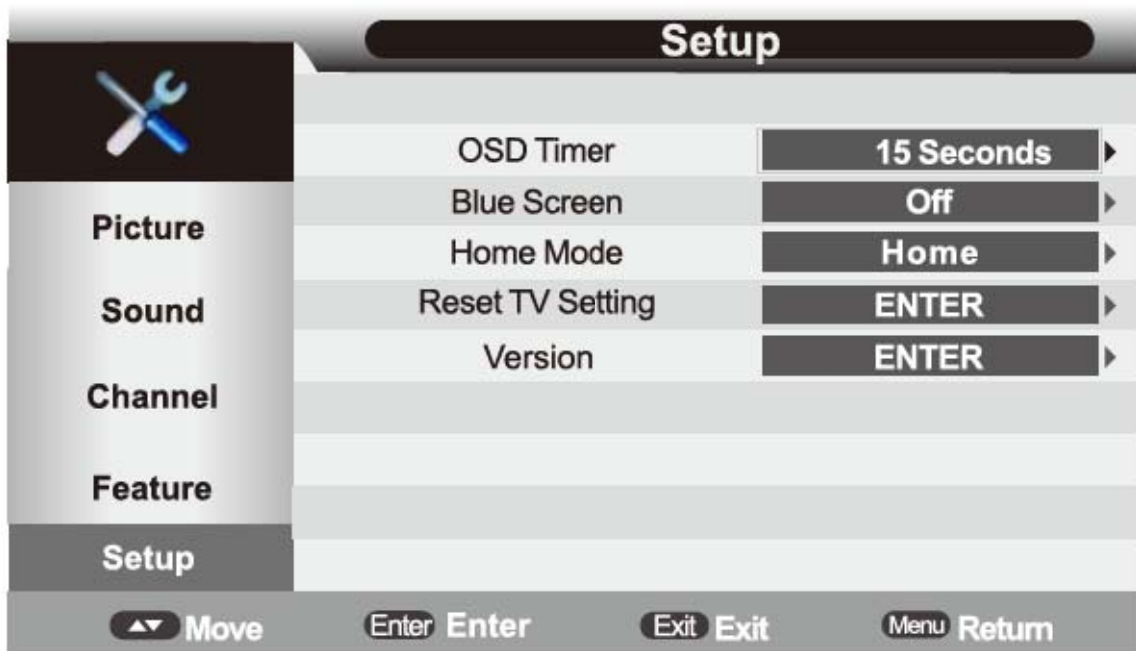 Setup
OSD Timer 15 Seconds
Blue Screen Off
Home Mode Home
Reset TV Setting ENTER
Version ENTER
Picture
Sound
Channel
Feature
Setup
Move Enter Enter Exit Exit Menu Return